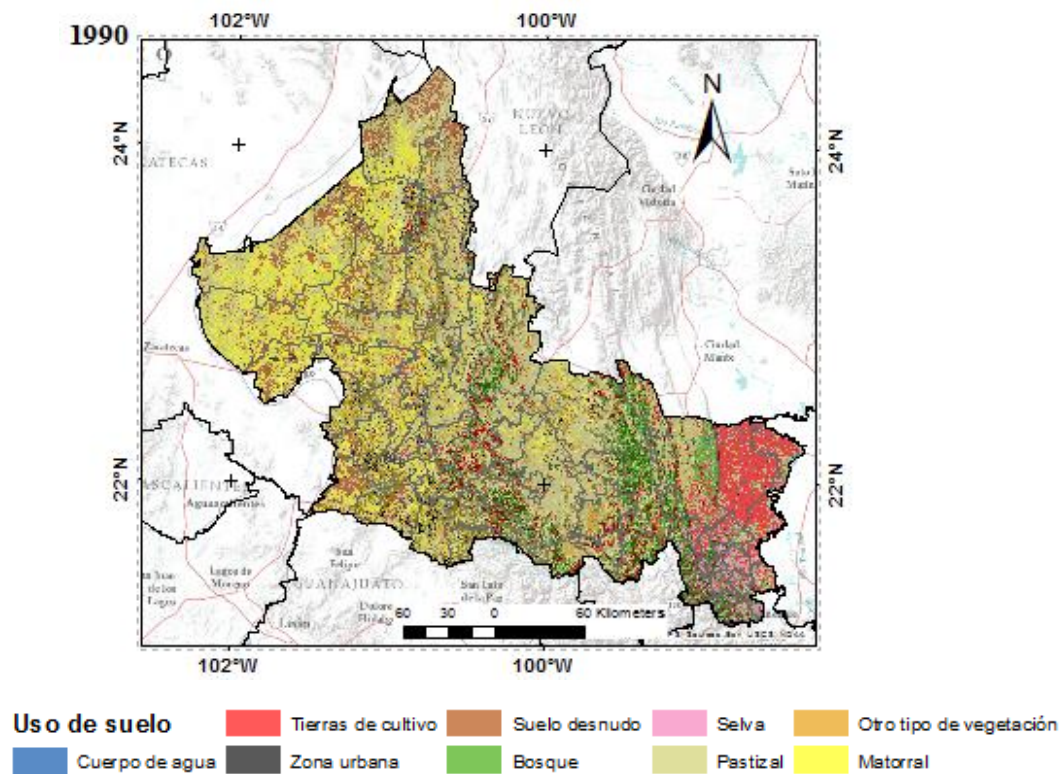 102°W 100°W
1990
N
NUEVO
LEÓN
24°N 24°N
Ciudad
Victoria
Ciudad
Mante
Zacatecas
22°N 22°N
Aguascalientes
San
Felipe
Lagos de
Moreno
GUANAJUATO
San Luis
de la Paz
Dolores
Hidalgo
León
60 30 0 60 Kilometers
102°W 100°W
Uso de suelo
Tierras de cultivo Suelo desnudo Selva Otro tipo de vegetación
Cuerpo de agua Zona urbana Bosque Pastizal Matorral